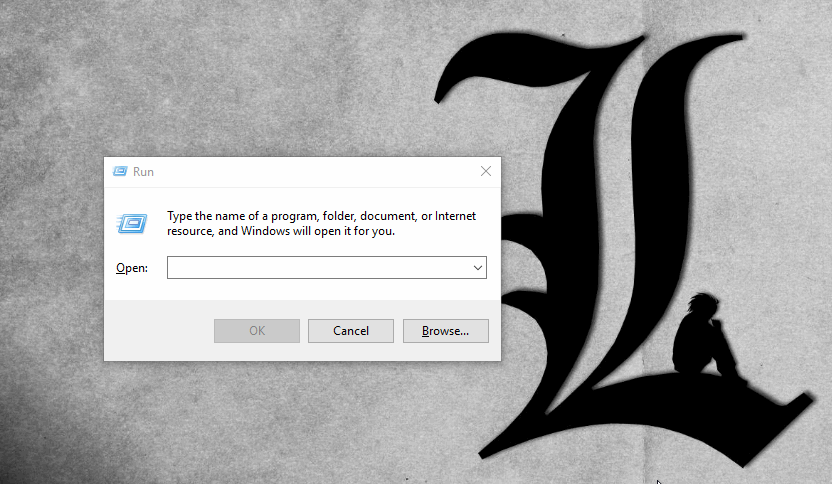 Run
Type the name of a program, folder, document, or Internet
resource, and Windows will open it for you.
Open:
OK
Cancel
Browse...
L